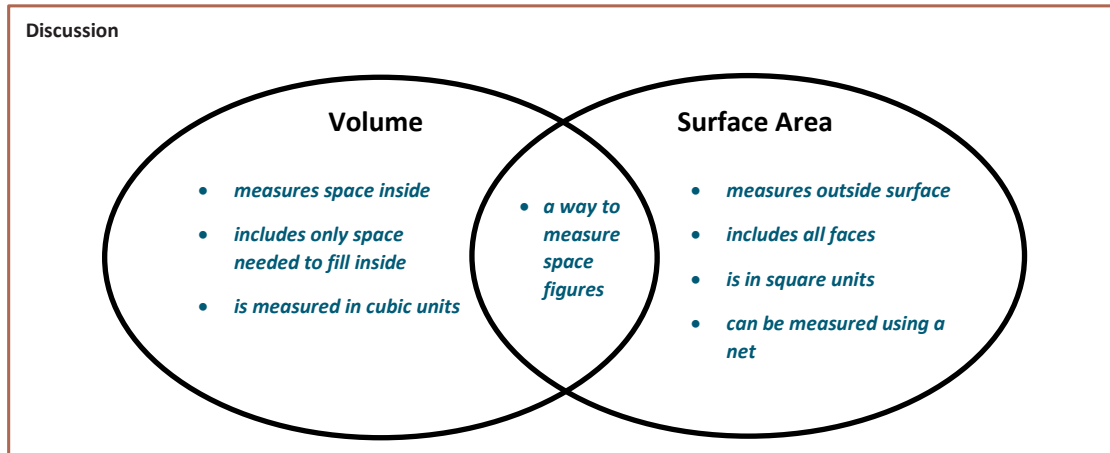 Discussion
Volume
• measures space inside
• includes only space
needed to fill inside
• is measured in cubic units
• a way to
measure
space
figures
Surface Area
• measures outside surface
• includes all faces
• is in square units
• can be measured using a
net